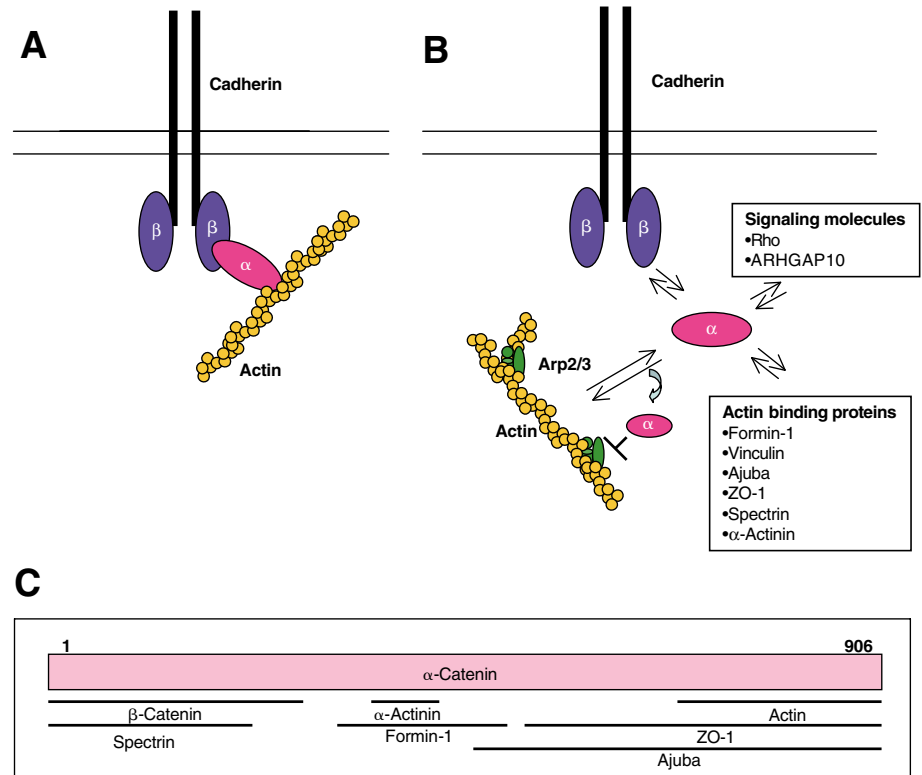 A
Cadherin
β
β
α
Actin
B
Cadherin
β
β
Signaling molecules
•Rho
•ARHGAP10
α
Arp2/3
Actin
α
Actin binding proteins
•Formin-1
•Vinculin
•Ajuba
•ZO-1
•Spectrin
•α-Actinin
C
1 906
α-Catenin
β-Catenin α-Actinin Actin
Spectrin Formin-1 ZO-1
Ajuba